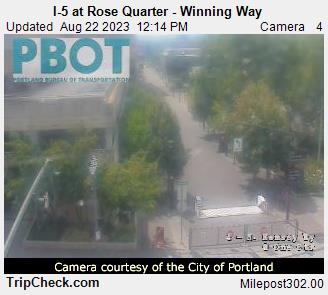 I-5 at Rose Quarter - Winning Way
Updated Aug 22 2023 12:14 PM Camera 4
PBOT
PORTLAND BUREAU OF TRANSPORTATION
Camera courtesy of the City of Portland
TripCheck.com Milepost302.00